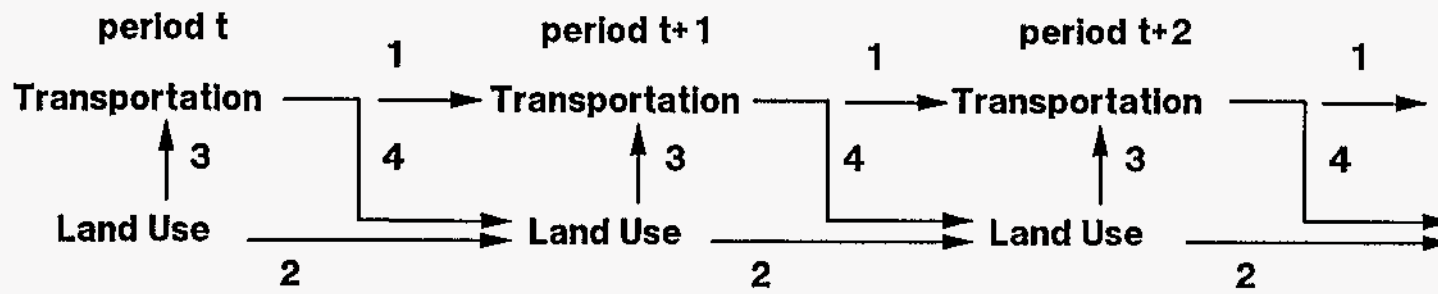 period t period t+1 period t+2
1 1 1
Transportation Transportation Transportation
3 4 3 4 3 4
Land Use Land Use Land Use
2 2 2